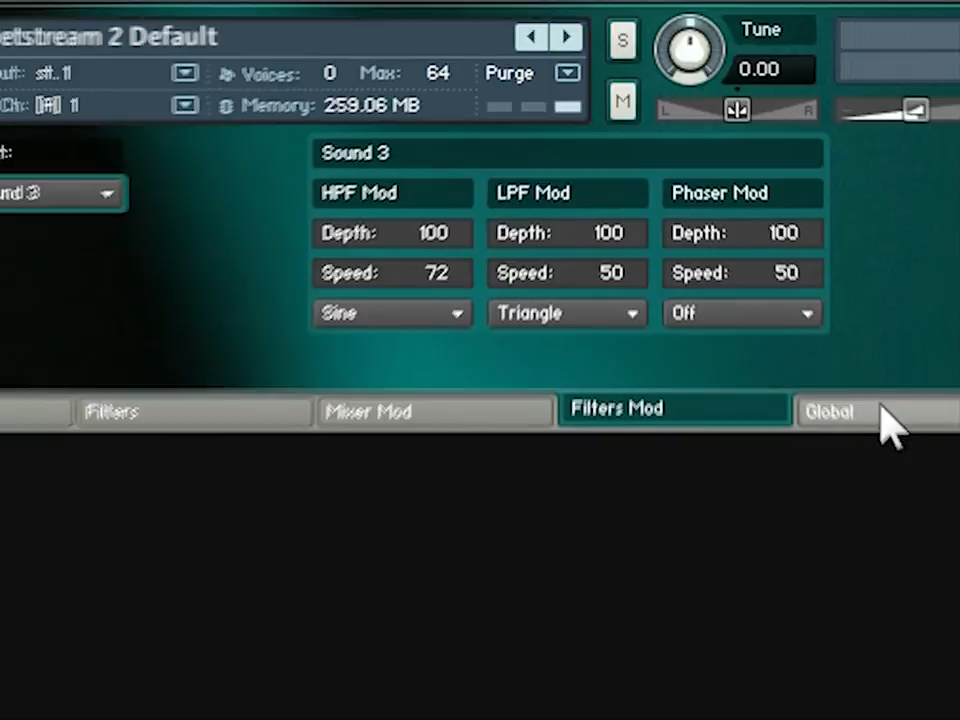 2 Default
S
Tune
Voices: 0 Max: 64 Purge
0.00
Memory: 259.06 MB
M
L R
Sound 3
HPF Mod LPF Mod Phaser Mod
Depth: 100 Depth: 100 Depth: 100
Speed: 72 Speed: 50 Speed: 50
Sine Triangle Off
Filters Mixer Mod Filters Mod Global